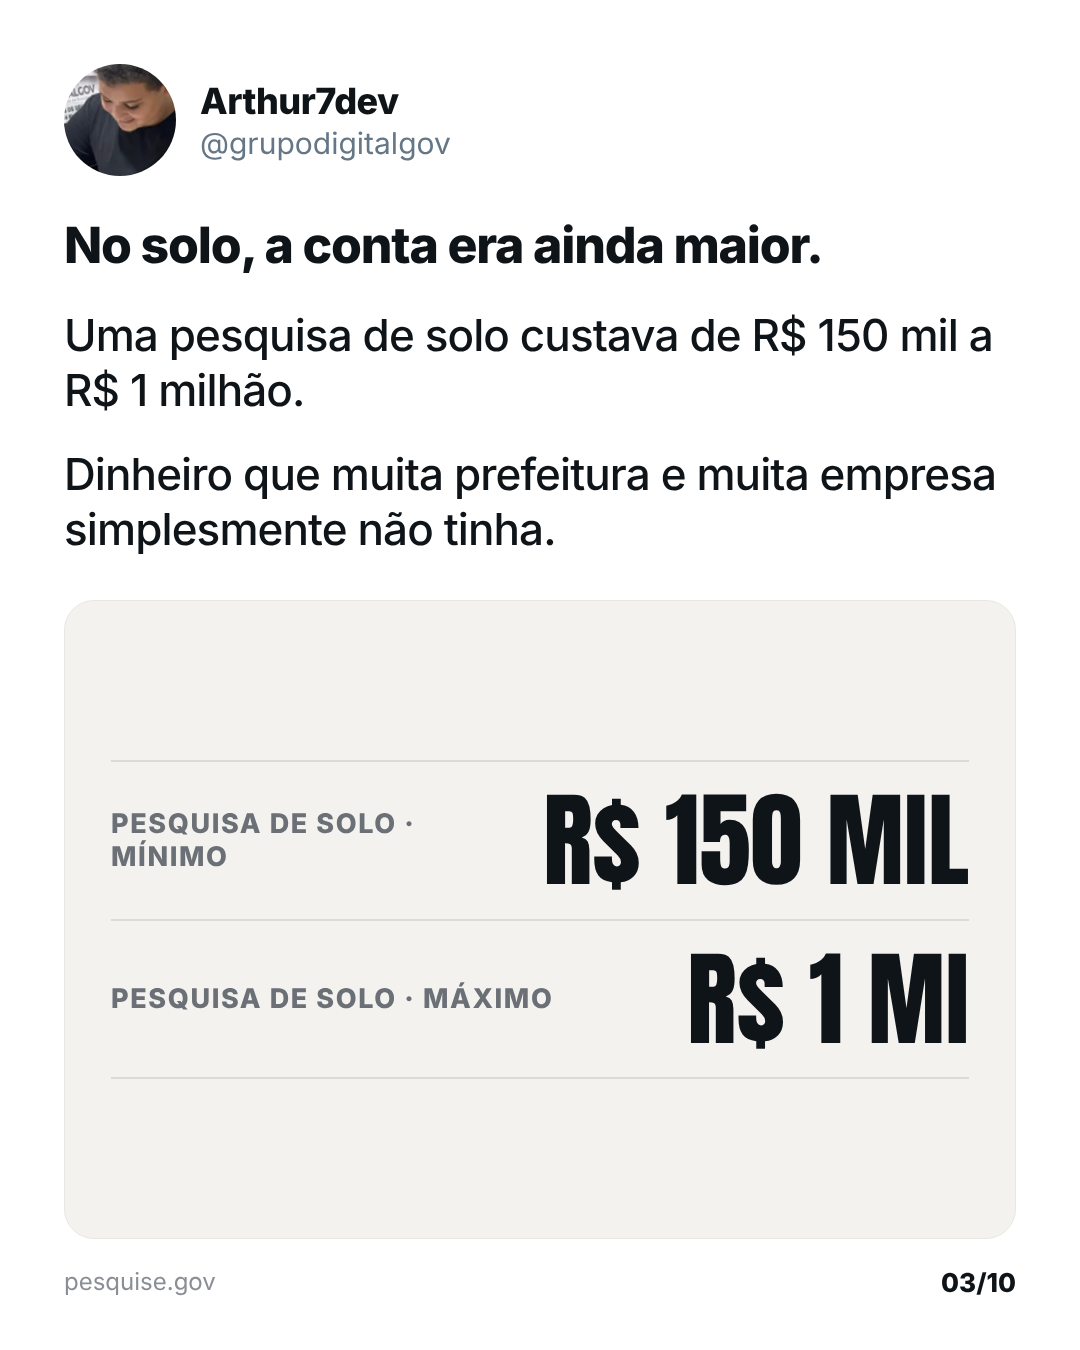 Arthur7dev
@grupodigitalgov
No solo, a conta era ainda maior.
Uma pesquisa de solo custava de R$ 150 mil a
R$ 1 milhão.
Dinheiro que muita prefeitura e muita empresa
simplesmente não tinha.
PESQUISA DE SOLO ·
MÍNIMO
R$ 150 MIL
PESQUISA DE SOLO · MÁXIMO
R$ 1 MI
pesquise.gov
03/10